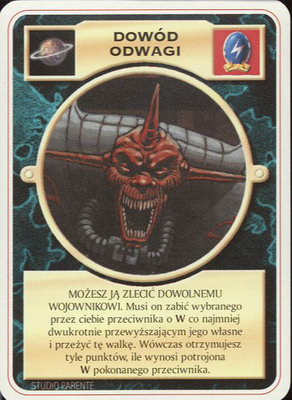 DOWÓD
ODWAGI
MOŻESZ JĄ ZLECIĆ DOWOLNEMU
WOJOWNIKOWI. Musi on zabić wybranego
przez ciebie przeciwnika o W co najmniej
dwukrotnie przewyższającym jego własne
i przeżyć tę walkę. Wówczas otrzymujesz
tyle punktów, ile wynosi potrojona
W pokonanego przeciwnika.
STUDIO PARENTE